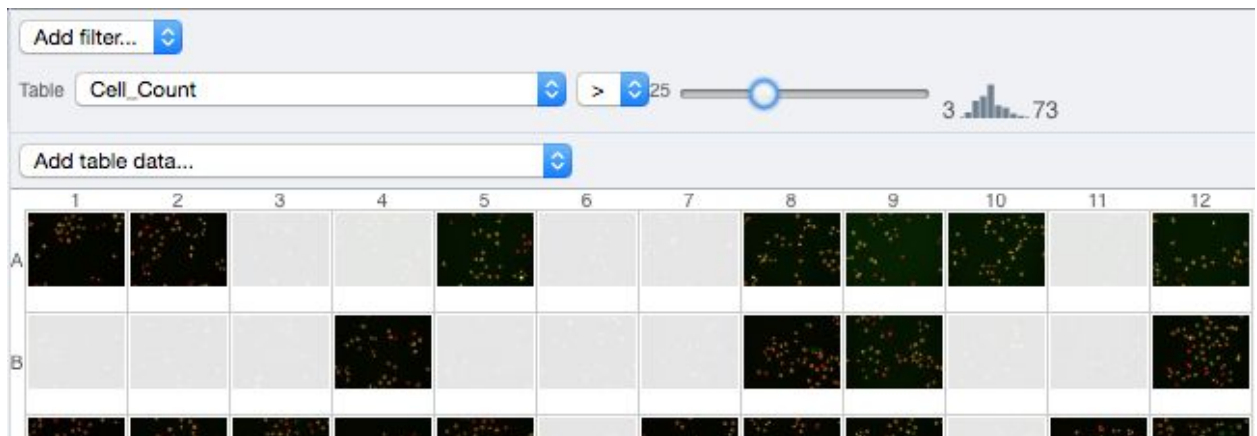 Add filter...
Table Cell_Count > 25 3 73
Add table data...
1 2 3 4 5 6 7 8 9 10 11 12
A
B